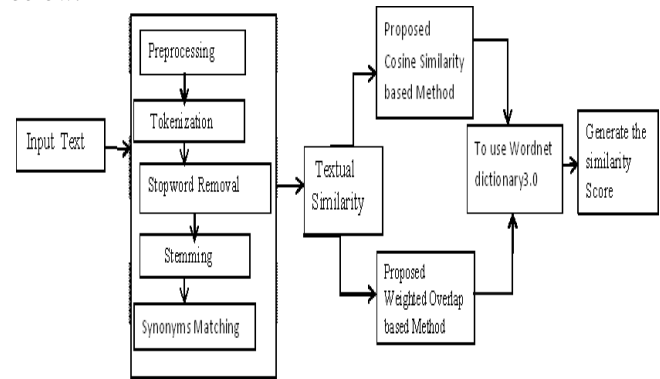 Input Text
Preprocessing
Tokenization
Stopword Removal
Stemming
Synonyms Matching
Textual
Similarity
Proposed
Cosine Similarity
based Method
Proposed
Weighted Overlap
based Method
To use Wordnet
dictionary3.0
Generate the
similarity
Score